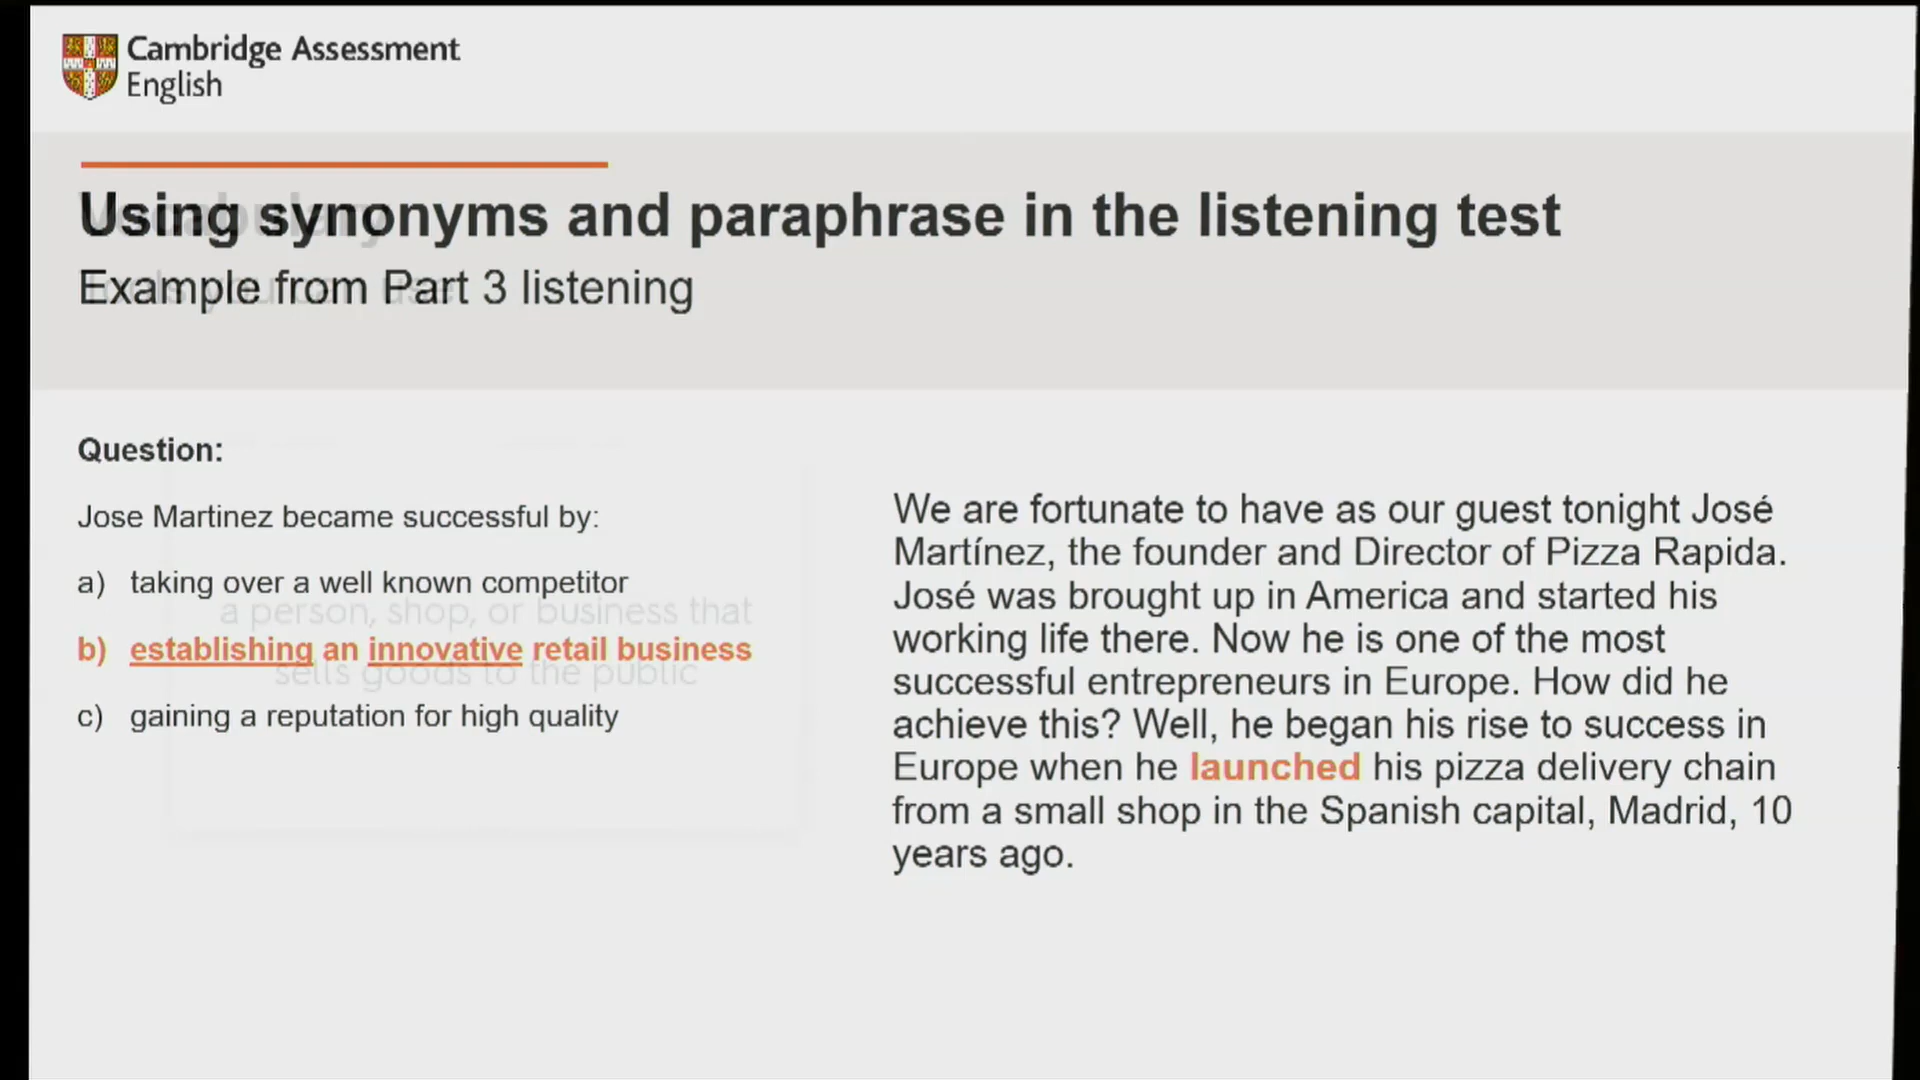 Cambridge Assessment
English
Using synonyms and paraphrase in the listening test
Example from Part 3 listening
Question:
Jose Martinez became successful by:
a) taking over a well known competitor
a person, shop, or business that
b) establishing an innovative retail business
sells goods to the public
c) gaining a reputation for high quality
We are fortunate to have as our guest tonight José
Martínez, the founder and Director of Pizza Rapida.
José was brought up in America and started his
working life there. Now he is one of the most
successful entrepreneurs in Europe. How did he
achieve this? Well, he began his rise to success in
Europe when he launched his pizza delivery chain
from a small shop in the Spanish capital, Madrid, 10
years ago.